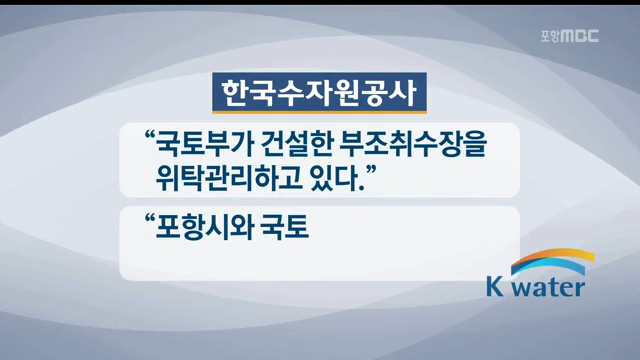 포항MBC
한국수자원공사
“국토부가 건설한 부조취수장을
위탁관리하고 있다.”
“포항시와 국토
K water